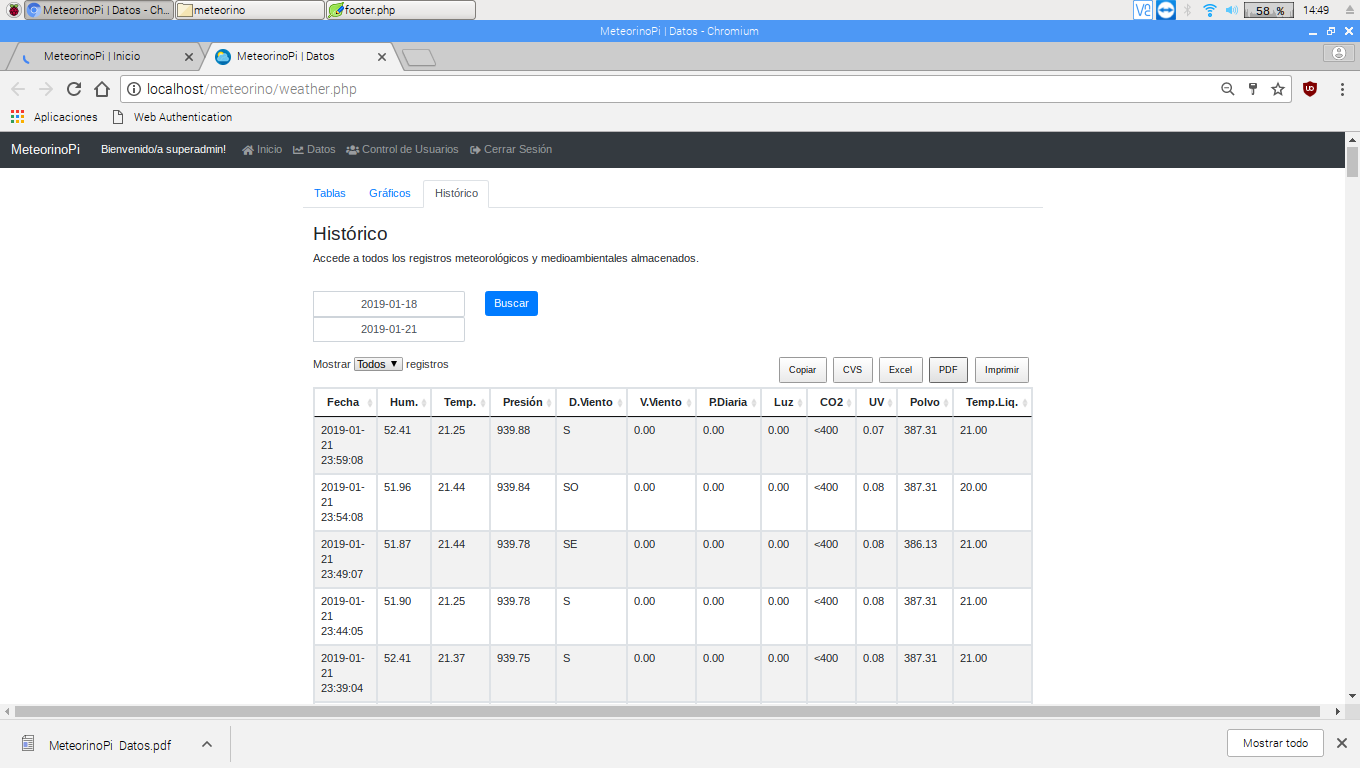 MeteorinoPi | Datos - Ch... meteorino footer.php 58 % 14:49
MeteorinoPi | Datos - Chromium
MeteorinoPi | Inicio MeteorinoPi | Datos
localhost/meteorino/weather.php
Aplicaciones Web Authentication
MeteorinoPi Bienvenido/a superadmin! Inicio Datos Control de Usuarios Cerrar Sesión
Tablas Gráficos Histórico
Histórico
Accede a todos los registros meteorológicos y medioambientales almacenados.
2019-01-18 Buscar
2019-01-21
Mostrar Todos registros Copiar CVS Excel PDF Imprimir
Fecha Hum. Temp. Presión D.Viento V.Viento P.Diaria Luz CO2 UV Polvo Temp.Liq.
2019-01-
21
23:59:08 52.41 21.25 939.88 S 0.00 0.00 0.00 <400 0.07 387.31 21.00
2019-01-
21
23:54:08 51.96 21.44 939.84 SO 0.00 0.00 0.00 <400 0.08 387.31 20.00
2019-01-
21
23:49:07 51.87 21.44 939.78 SE 0.00 0.00 0.00 <400 0.08 386.13 21.00
2019-01-
21
23:44:05 51.90 21.25 939.78 S 0.00 0.00 0.00 <400 0.08 387.31 21.00
2019-01-
21
23:39:04 52.41 21.37 939.75 S 0.00 0.00 0.00 <400 0.08 387.31 21.00
MeteorinoPi Datos.pdf Mostrar todo